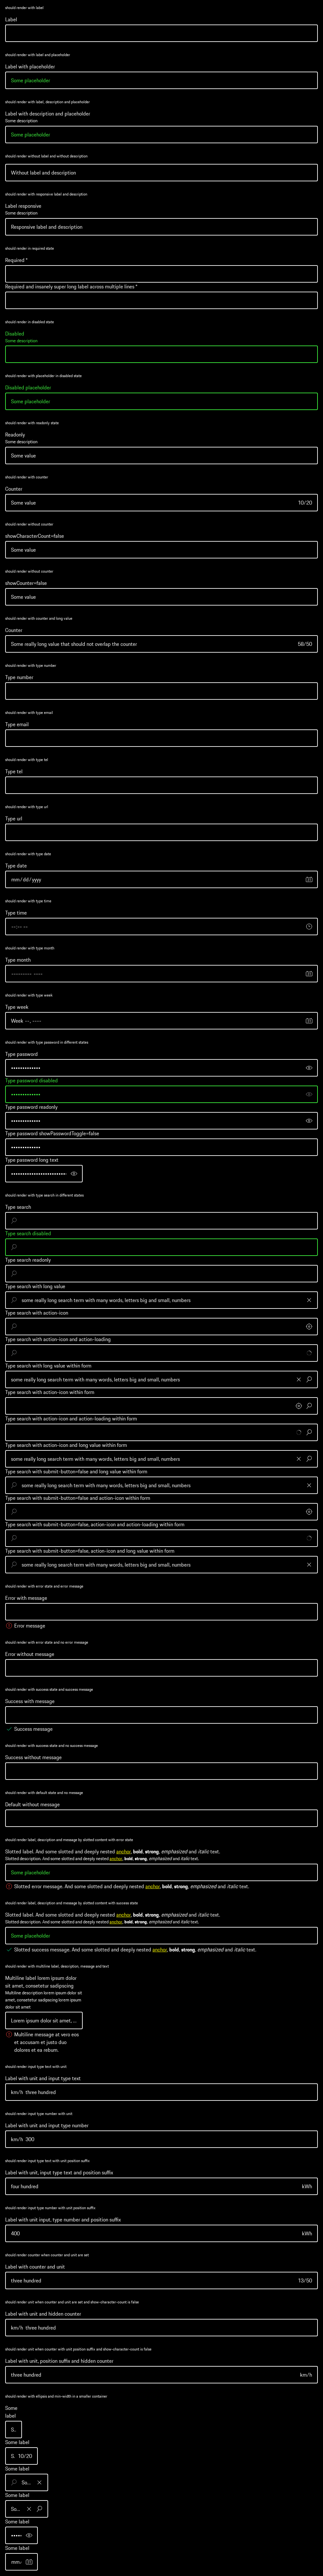 should render with label
Label
should render with label and placeholder
Label with placeholder
Some placeholder
should render with label, description and placeholder
Label with description and placeholder
Some description
Some placeholder
should render without label and without description
Without label and description
should render with responsive label and description
Label responsive
Some description
Responsive label and description
should render in required state
Required *
Required and insanely super long label across multiple lines *
should render in disabled state
Disabled
Some description
should render with placeholder in disabled state
Disabled placeholder
Some placeholder
should render with readonly state
Readonly
Some description
Some value
should render with counter
Counter
Some value 10/20
should render without counter
showCharacterCount=false
Some value
should render without counter
showCounter=false
Some value
should render with counter and long value
Counter
Some really long value that should not overlap the counter 58/50
should render with type number
Type number
should render with type email
Type email
should render with type tel
Type tel
should render with type url
Type url
should render with type date
Type date
mm/dd/yyyy
should render with type time
Type time
--:-- --
should render with type month
Type month
--------- ----
should render with type week
Type week
Week --, ----
should render with type password in different states
Type password
Type password disabled
Type password readonly
Type password showPasswordToggle=false
Type password long text
should render with type search in different states
Type search
Type search disabled
Type search readonly
Type search with long value
some really long search term with many words, letters big and small, numbers
Type search with action-icon
Type search with action-icon and action-loading
Type search with long value within form
some really long search term with many words, letters big and small, numbers
Type search with action-icon within form
Type search with action-icon and action-loading within form
Type search with action-icon and long value within form
some really long search term with many words, letters big and small, numbers
Type search with submit-button=false and long value within form
some really long search term with many words, letters big and small, numbers
Type search with submit-button=false and action-icon within form
Type search with submit-button=false, action-icon and action-loading within form
Type search with submit-button=false, action-icon and long value within form
some really long search term with many words, letters big and small, numbers
should render with error state and error message
Error with message
Error message
should render with error state and no error message
Error without message
should render with success state and success message
Success with message
Success message
should render with success state and no success message
Success without message
should render with default state and no message
Default without message
should render label, description and message by slotted content with error state
Slotted label. And some slotted and deeply nested anchor, bold, strong, emphasized and italic text.
Slotted description. And some slotted and deeply nested anchor, bold, strong, emphasized and italic text.
Some placeholder
Slotted error message. And some slotted and deeply nested anchor, bold, strong, emphasized and italic text.
should render label, description and message by slotted content with success state
Slotted label. And some slotted and deeply nested anchor, bold, strong, emphasized and italic text.
Slotted description. And some slotted and deeply nested anchor, bold, strong, emphasized and italic text.
Some placeholder
Slotted success message. And some slotted and deeply nested anchor, bold, strong, emphasized and italic text.
should render with multiline label, description, message and text
Multiline label lorem ipsum dolor
sit amet, consetetur sadipscing
Multiline description lorem ipsum dolor sit
amet, consetetur sadipscing lorem ipsum
dolor sit amet
Lorem ipsum dolor sit amet, ...
Multiline message at vero eos
et accusam et justo duo
dolores et ea rebum.
should render input type text with unit
Label with unit and input type text
km/h three hundred
should render input type number with unit
Label with unit and input type number
km/h 300
should render input type text with unit position suffix
Label with unit, input type text and position suffix
four hundred kWh
should render input type number with unit position suffix
Label with unit input, type number and position suffix
400 kWh
should render counter when counter and unit are set
Label with counter and unit
three hundred 13/50
should render unit when counter and unit are set and show-character-count is false
Label with unit and hidden counter
km/h three hundred
should render unit when counter with unit position suffix and show-character-count is false
Label with unit, position suffix and hidden counter
three hundred km/h
should render with ellipsis and min-width in a smaller container
Some
label
S..
Some label
S. 10/20
Some label
So...
Some label
So...
Some label
Some label
mm/